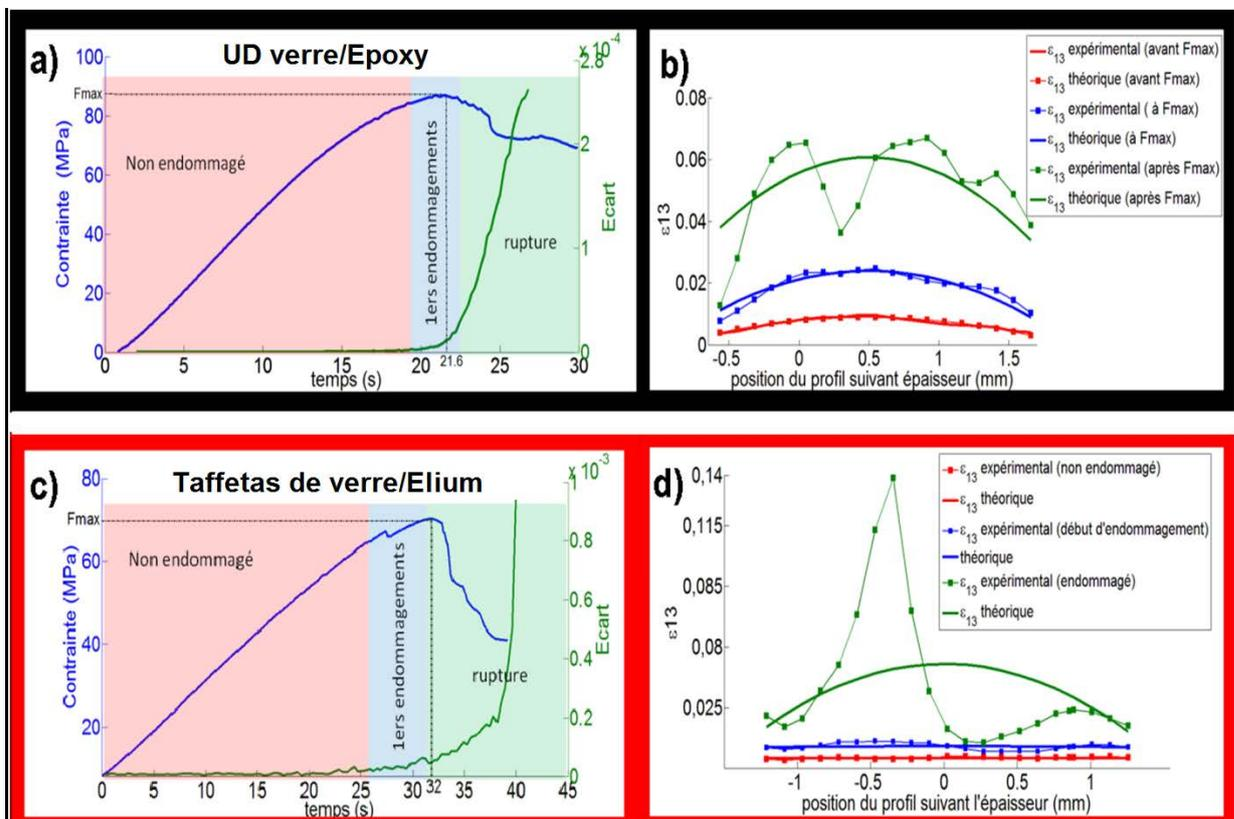 a)
UD verre/Epoxy
x 10⁻⁴
100
80
60
40
20
0
Fmax
Contrainte (MPa)
Non endommagé
1ers endommagements
rupture
2.8
2
1
0
Ecart
0 5 10 15 20 21.6 25 30
temps (s)
b)
ε13 expérimental (avant Fmax)
ε13 théorique (avant Fmax)
ε13 expérimental ( à Fmax)
ε13 théorique (à Fmax)
ε13 expérimental (après Fmax)
ε13 théorique (après Fmax)
0.08
0.06
0.04
0.02
0
ε13
-0.5 0 0.5 1 1.5
position du profil suivant épaisseur (mm)
c)
Taffetas de verre/Elium
x 10⁻³
80
60
40
20
Fmax
Contrainte (MPa)
Non endommagé
1ers endommagements
rupture
1
0.8
0.6
0.4
0.2
0
Ecart
0 5 10 15 20 25 30 32 35 40 45
temps (s)
d)
ε13 expérimental (non endommagé)
ε13 théorique
ε13 expérimental (début d'endommagement)
théorique
ε13 expérimental (endommagé)
ε13 théorique
0,14
0,115
0,085
0,08
0,025
ε13
-1 -0.5 0 0.5 1
position du profil suivant l'épaisseur (mm)